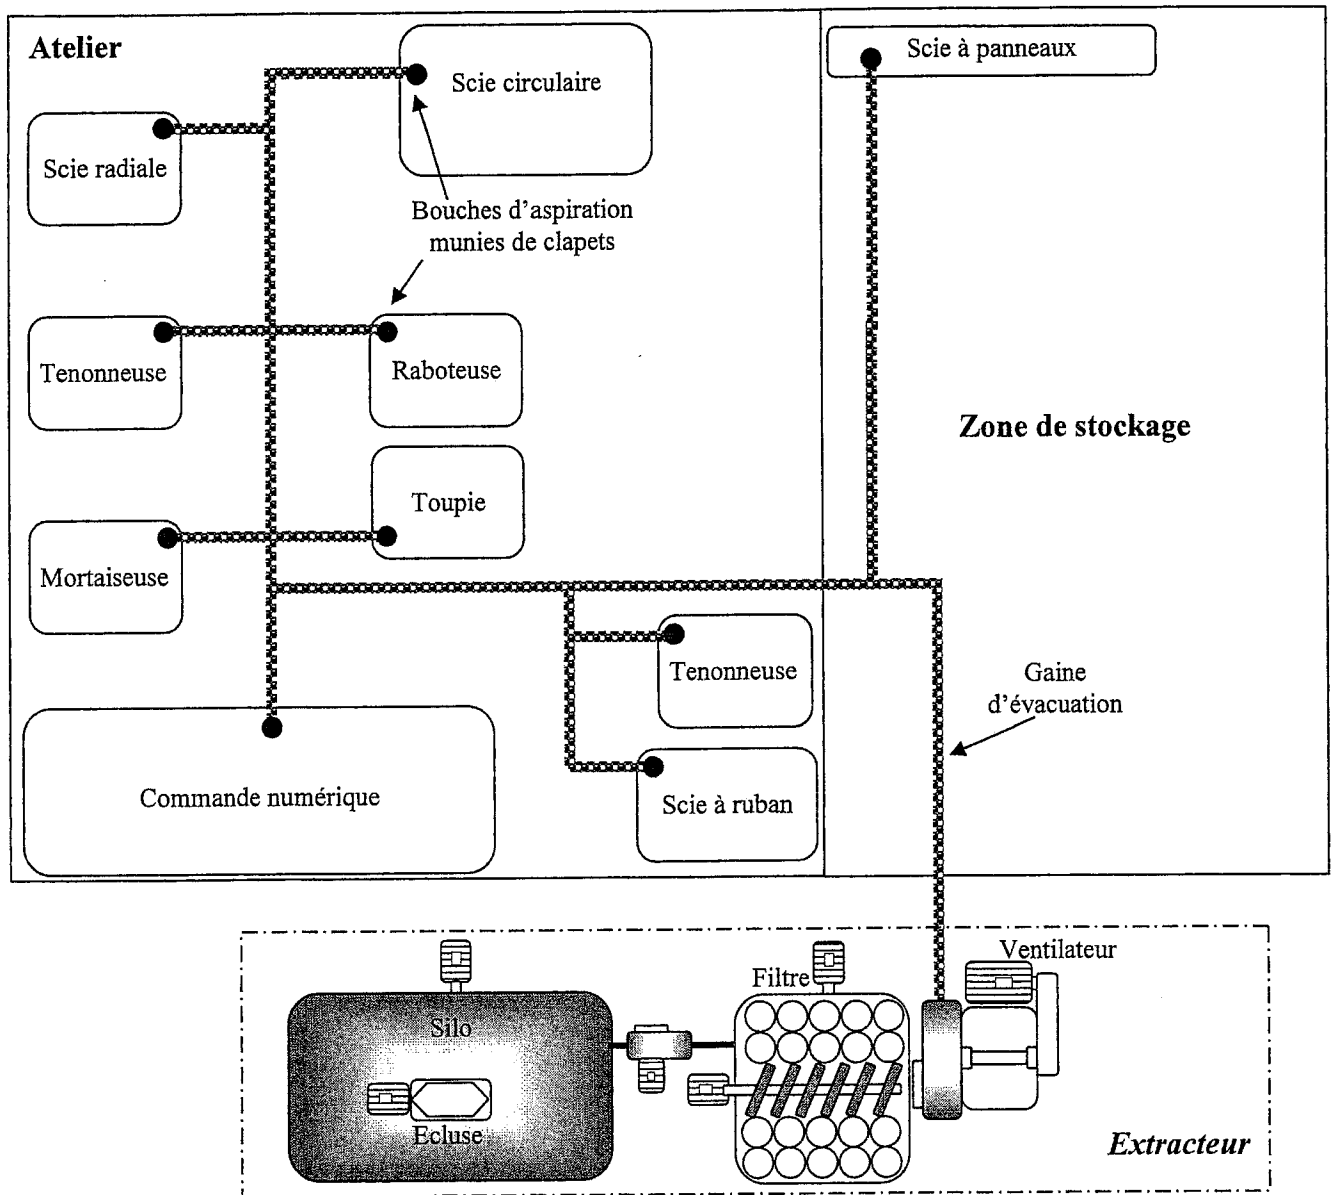 Atelier
Scie circulaire
Scie à panneaux
Scie radiale
Bouches d'aspiration
munies de clapets
Tenonneuse
Raboteuse
Zone de stockage
Toupie
Mortaiseuse
Tenonneuse
Gaine
d'évacuation
Commande numérique
Scie à ruban
Ventilateur
Filtre
Silo
Ecluse
Extracteur